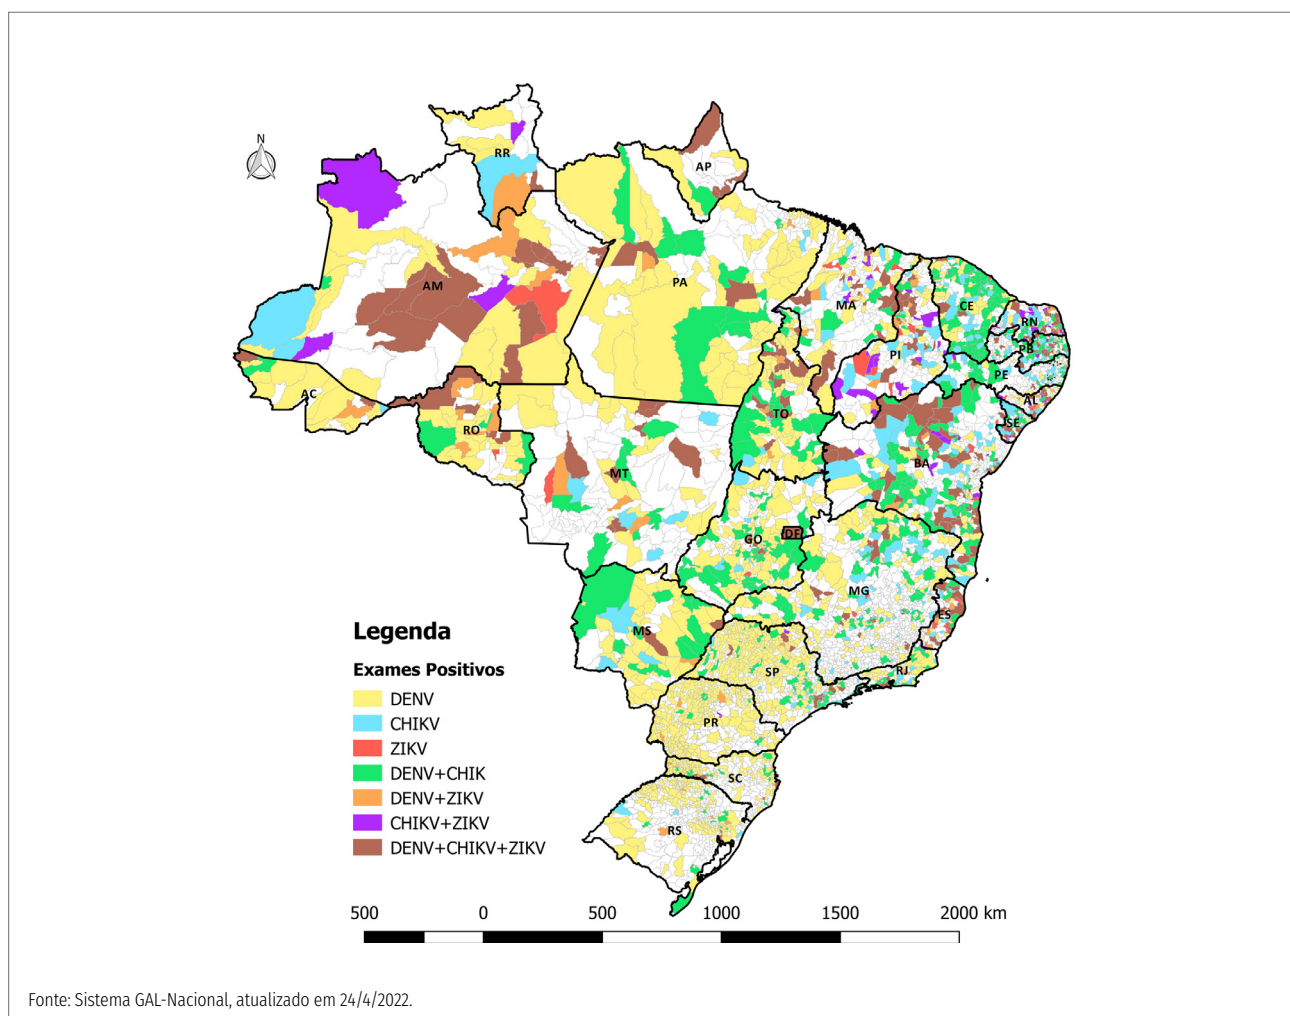 N
RR
AP
AM
PA
MA
CE
RN
PB
PE
PI
AL
SE
AC
TO
RO
BA
MT
GO
DF
MG
ES
MS
SP
RJ
PR
SC
RS
Legenda
Exames Positivos
DENV
CHIKV
ZIKV
DENV+CHIK
DENV+ZIKV
CHIKV+ZIKV
DENV+CHIKV+ZIKV
500 0 500 1000 1500 2000 km
Fonte: Sistema GAL-Nacional, atualizado em 24/4/2022.